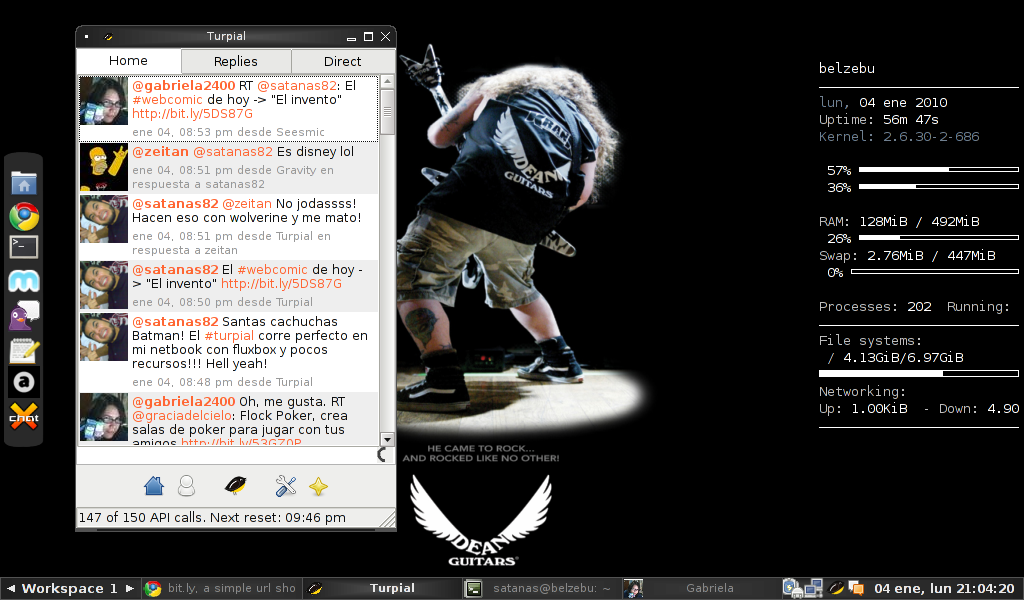 Turpial
Home Replies Direct
@gabriela2400 RT @satanas82: El
#webcomic de hoy -> "El invento"
http://bit.ly/5DS87G
ene 04, 08:53 pm desde Seesmic
@zeitan @satanas82 Es disney lol
ene 04, 08:51 pm desde Gravity en
respuesta a satanas82
@satanas82 @zeitan No jodassss!
Hacen eso con wolverine y me mato!
ene 04, 08:51 pm desde Turpial en
respuesta a zeitan
@satanas82 El #webcomic de hoy -
> "El invento" http://bit.ly/5DS87G
ene 04, 08:50 pm desde Turpial
@satanas82 Santas cachuchas
Batman! El #turpial corre perfecto en
mi netbook con fluxbox y pocos
recursos!!! Hell yeah!
ene 04, 08:48 pm desde Turpial
@gabriela2400 Oh, me gusta. RT
@graciadelcielo: Flock Poker, crea
salas de poker para jugar con tus
amigos http://bit.ly/53GZ0P
147 of 150 API calls. Next reset: 09:46 pm
DEAN
GUITARS
HE CAME TO ROCK...
AND ROCKED LIKE NO OTHER!
DEAN
GUITARS
belzebu
lun, 04 ene 2010
Uptime: 56m 47s
Kernel: 2.6.30-2-686
57%
36%
RAM: 128MiB / 492MiB
26%
Swap: 2.76MiB / 447MiB
0%
Processes: 202 Running:
File systems:
/ 4.13GiB/6.97GiB
Networking:
Up: 1.00KiB - Down: 4.90
a
chat
Workspace 1 bit.ly, a simple url sho Turpial satanas@belzebu: ~ Gabriela 04 ene, lun 21:04:20